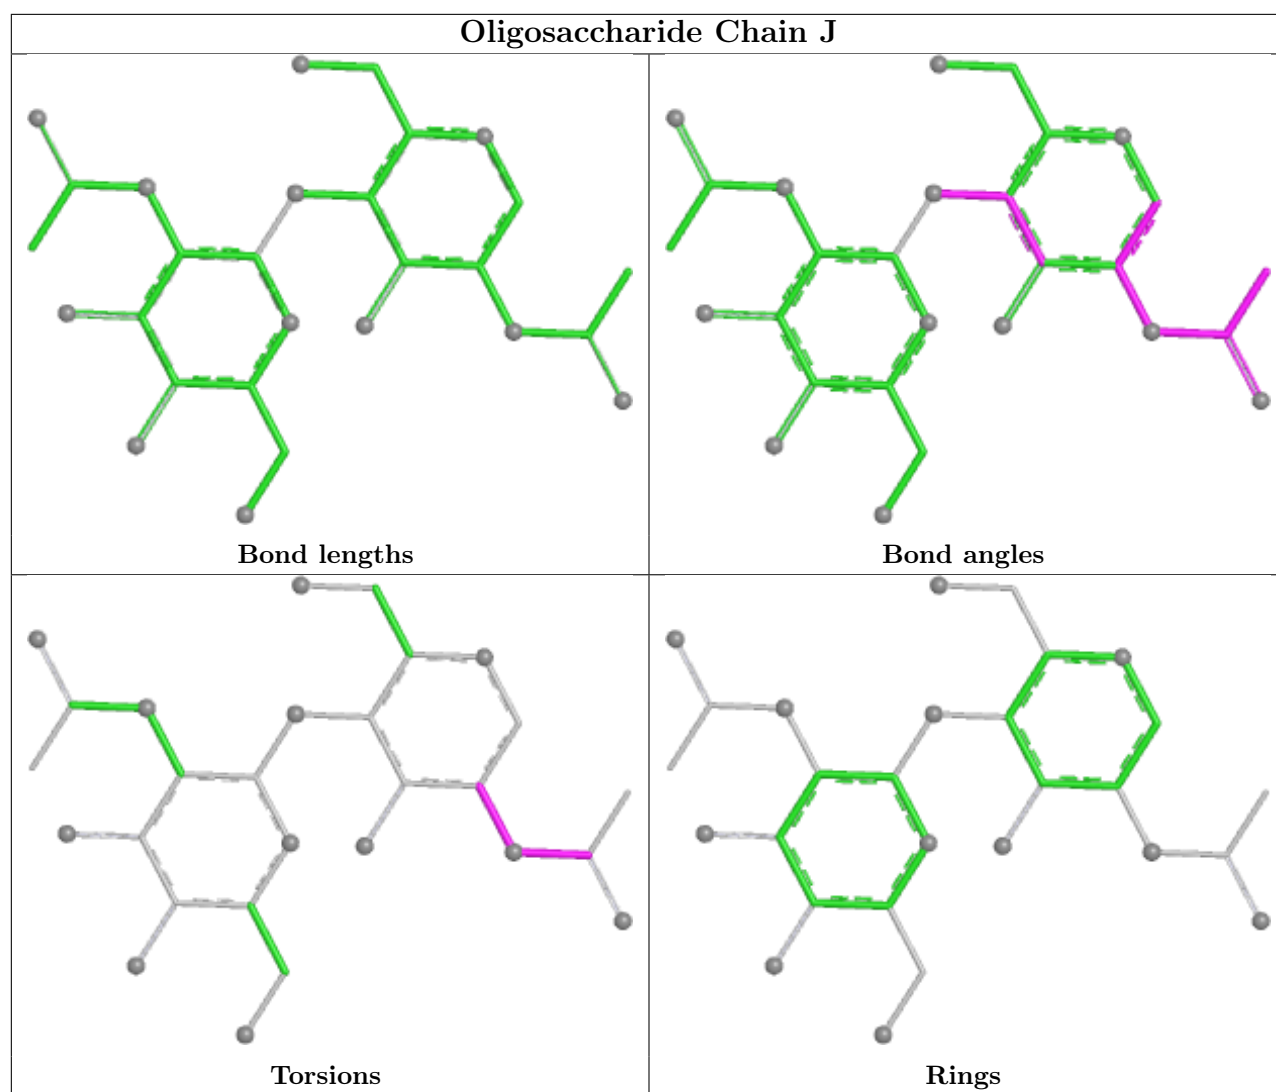 Oligosaccharide Chain J
Bond lengths
Bond angles
Torsions
Rings